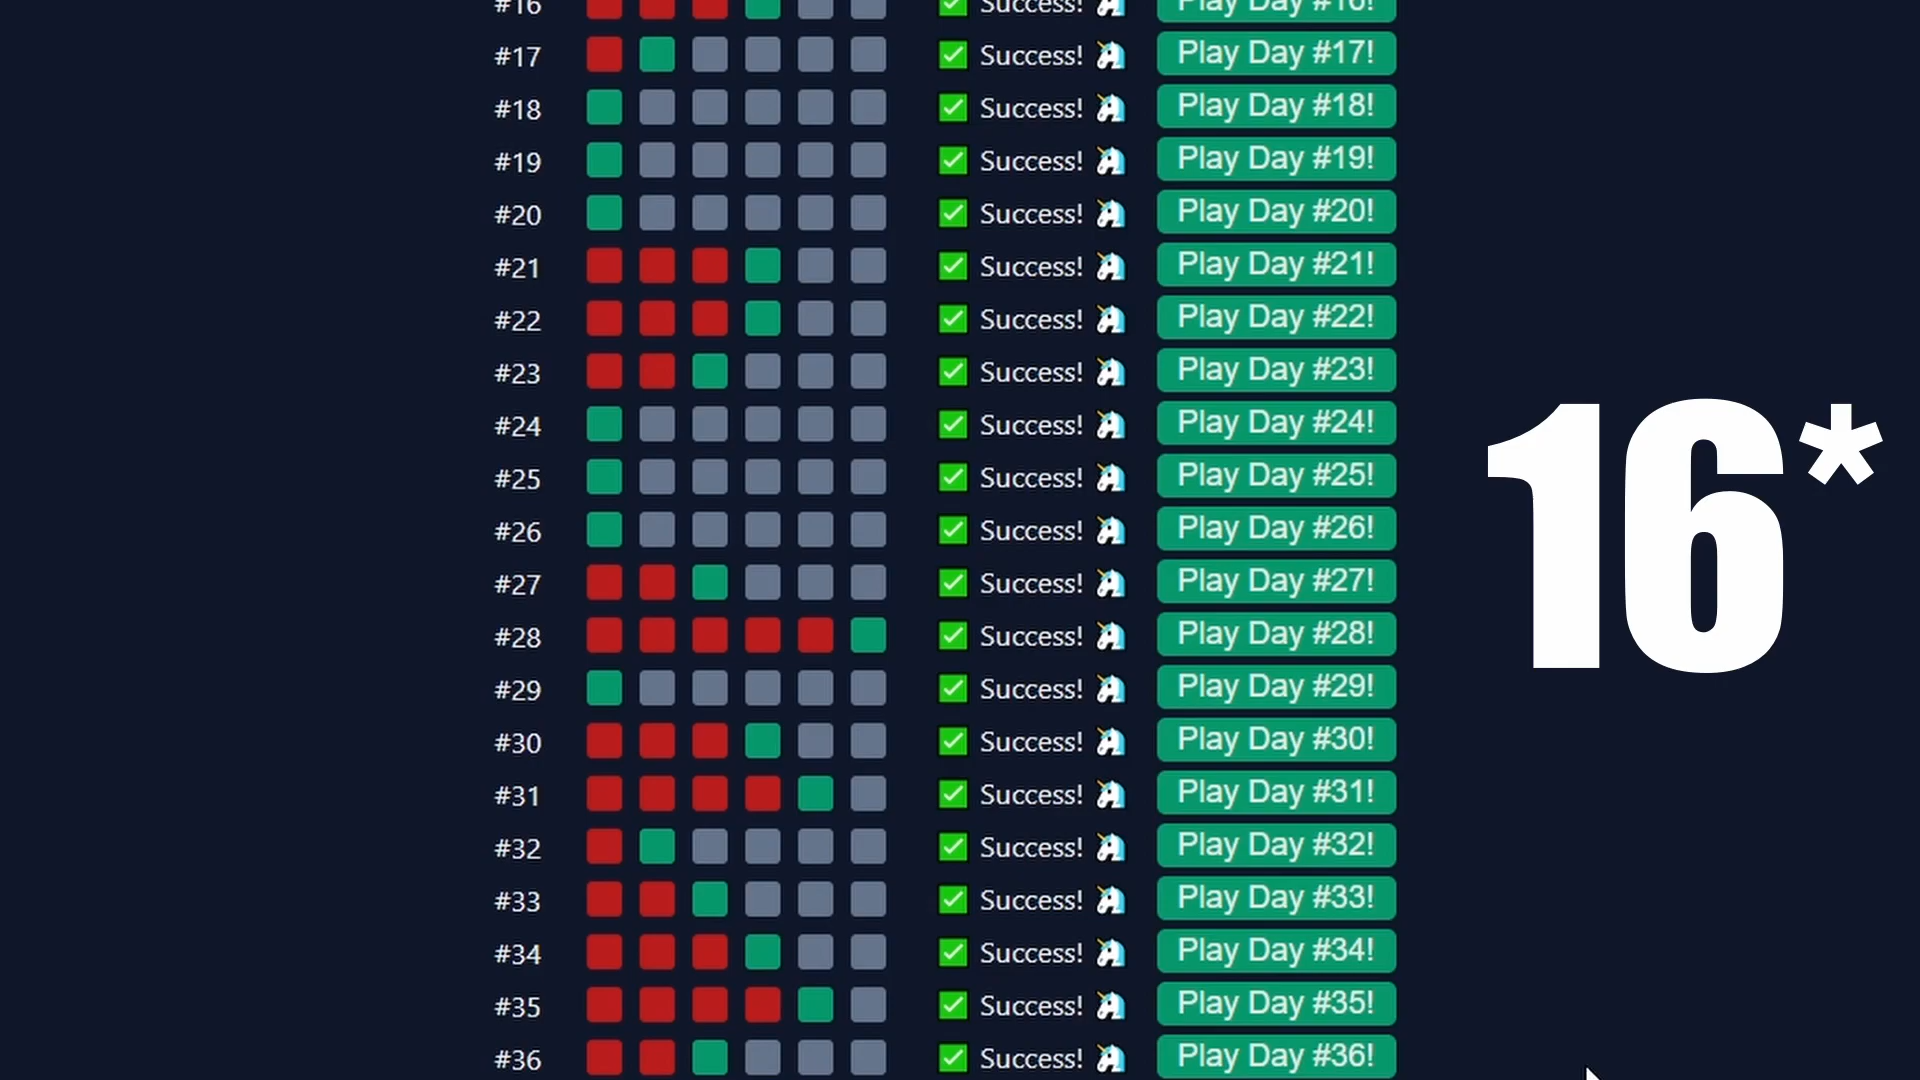 #16 Success! Play Day #16!
#17 Success! Play Day #17!
#18 Success! Play Day #18!
#19 Success! Play Day #19!
#20 Success! Play Day #20!
#21 Success! Play Day #21!
#22 Success! Play Day #22!
#23 Success! Play Day #23!
#24 Success! Play Day #24!
#25 Success! Play Day #25!
#26 Success! Play Day #26!
#27 Success! Play Day #27!
#28 Success! Play Day #28!
#29 Success! Play Day #29!
#30 Success! Play Day #30!
#31 Success! Play Day #31!
#32 Success! Play Day #32!
#33 Success! Play Day #33!
#34 Success! Play Day #34!
#35 Success! Play Day #35!
#36 Success! Play Day #36!
16*